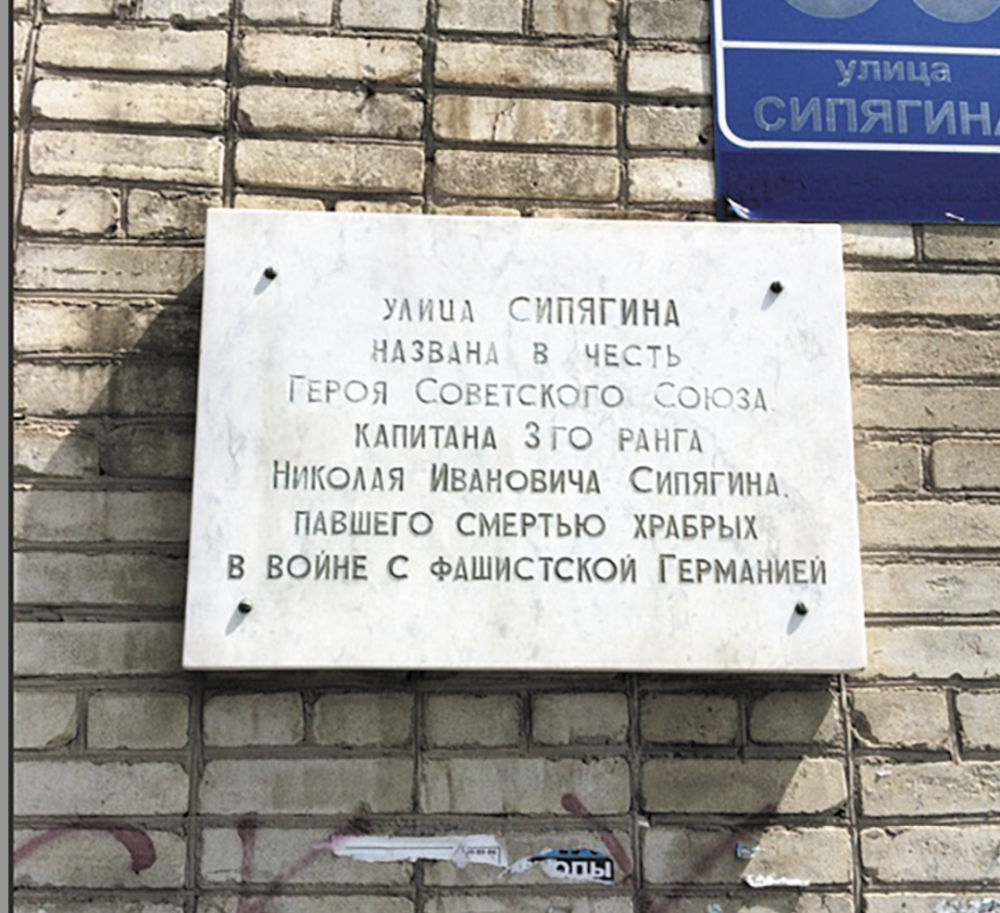 улица
СИПЯГИНА
УЛИЦА СИПЯГИНА
НАЗВАНА В ЧЕСТЬ
ГЕРОЯ СОВЕТСКОГО СОЮЗА.
КАПИТАНА 3ГО РАНГА
НИКОЛАЯ ИВАНОВИЧА СИПЯГИНА.
ПАВШЕГО СМЕРТЬЮ ХРАБРЫХ
В ВОЙНЕ С ФАШИСТСКОЙ ГЕРМАНИЕЙ